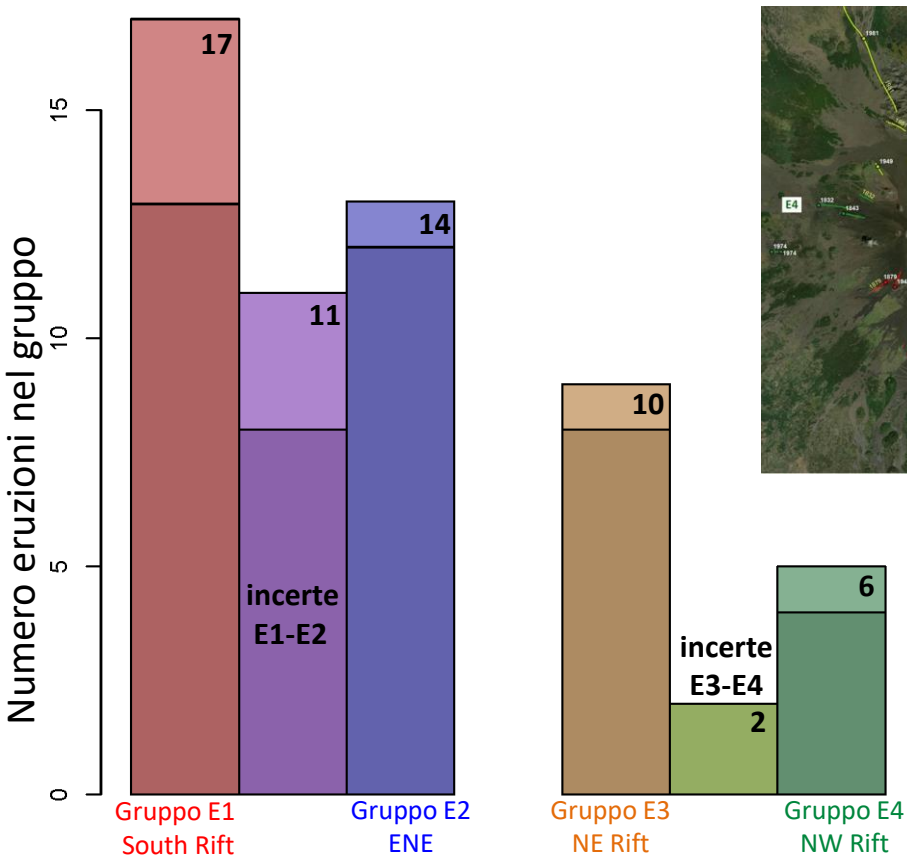 Numero eruzioni nel gruppo
15
10
5
0
17
11
14
10
2
6
incerte
E1-E2
incerte
E3-E4
Gruppo E1
South Rift
Gruppo E2
ENE
Gruppo E3
NE Rift
Gruppo E4
NW Rift
1981
1949
1832
E4
1932
1843
1974
1974
1879